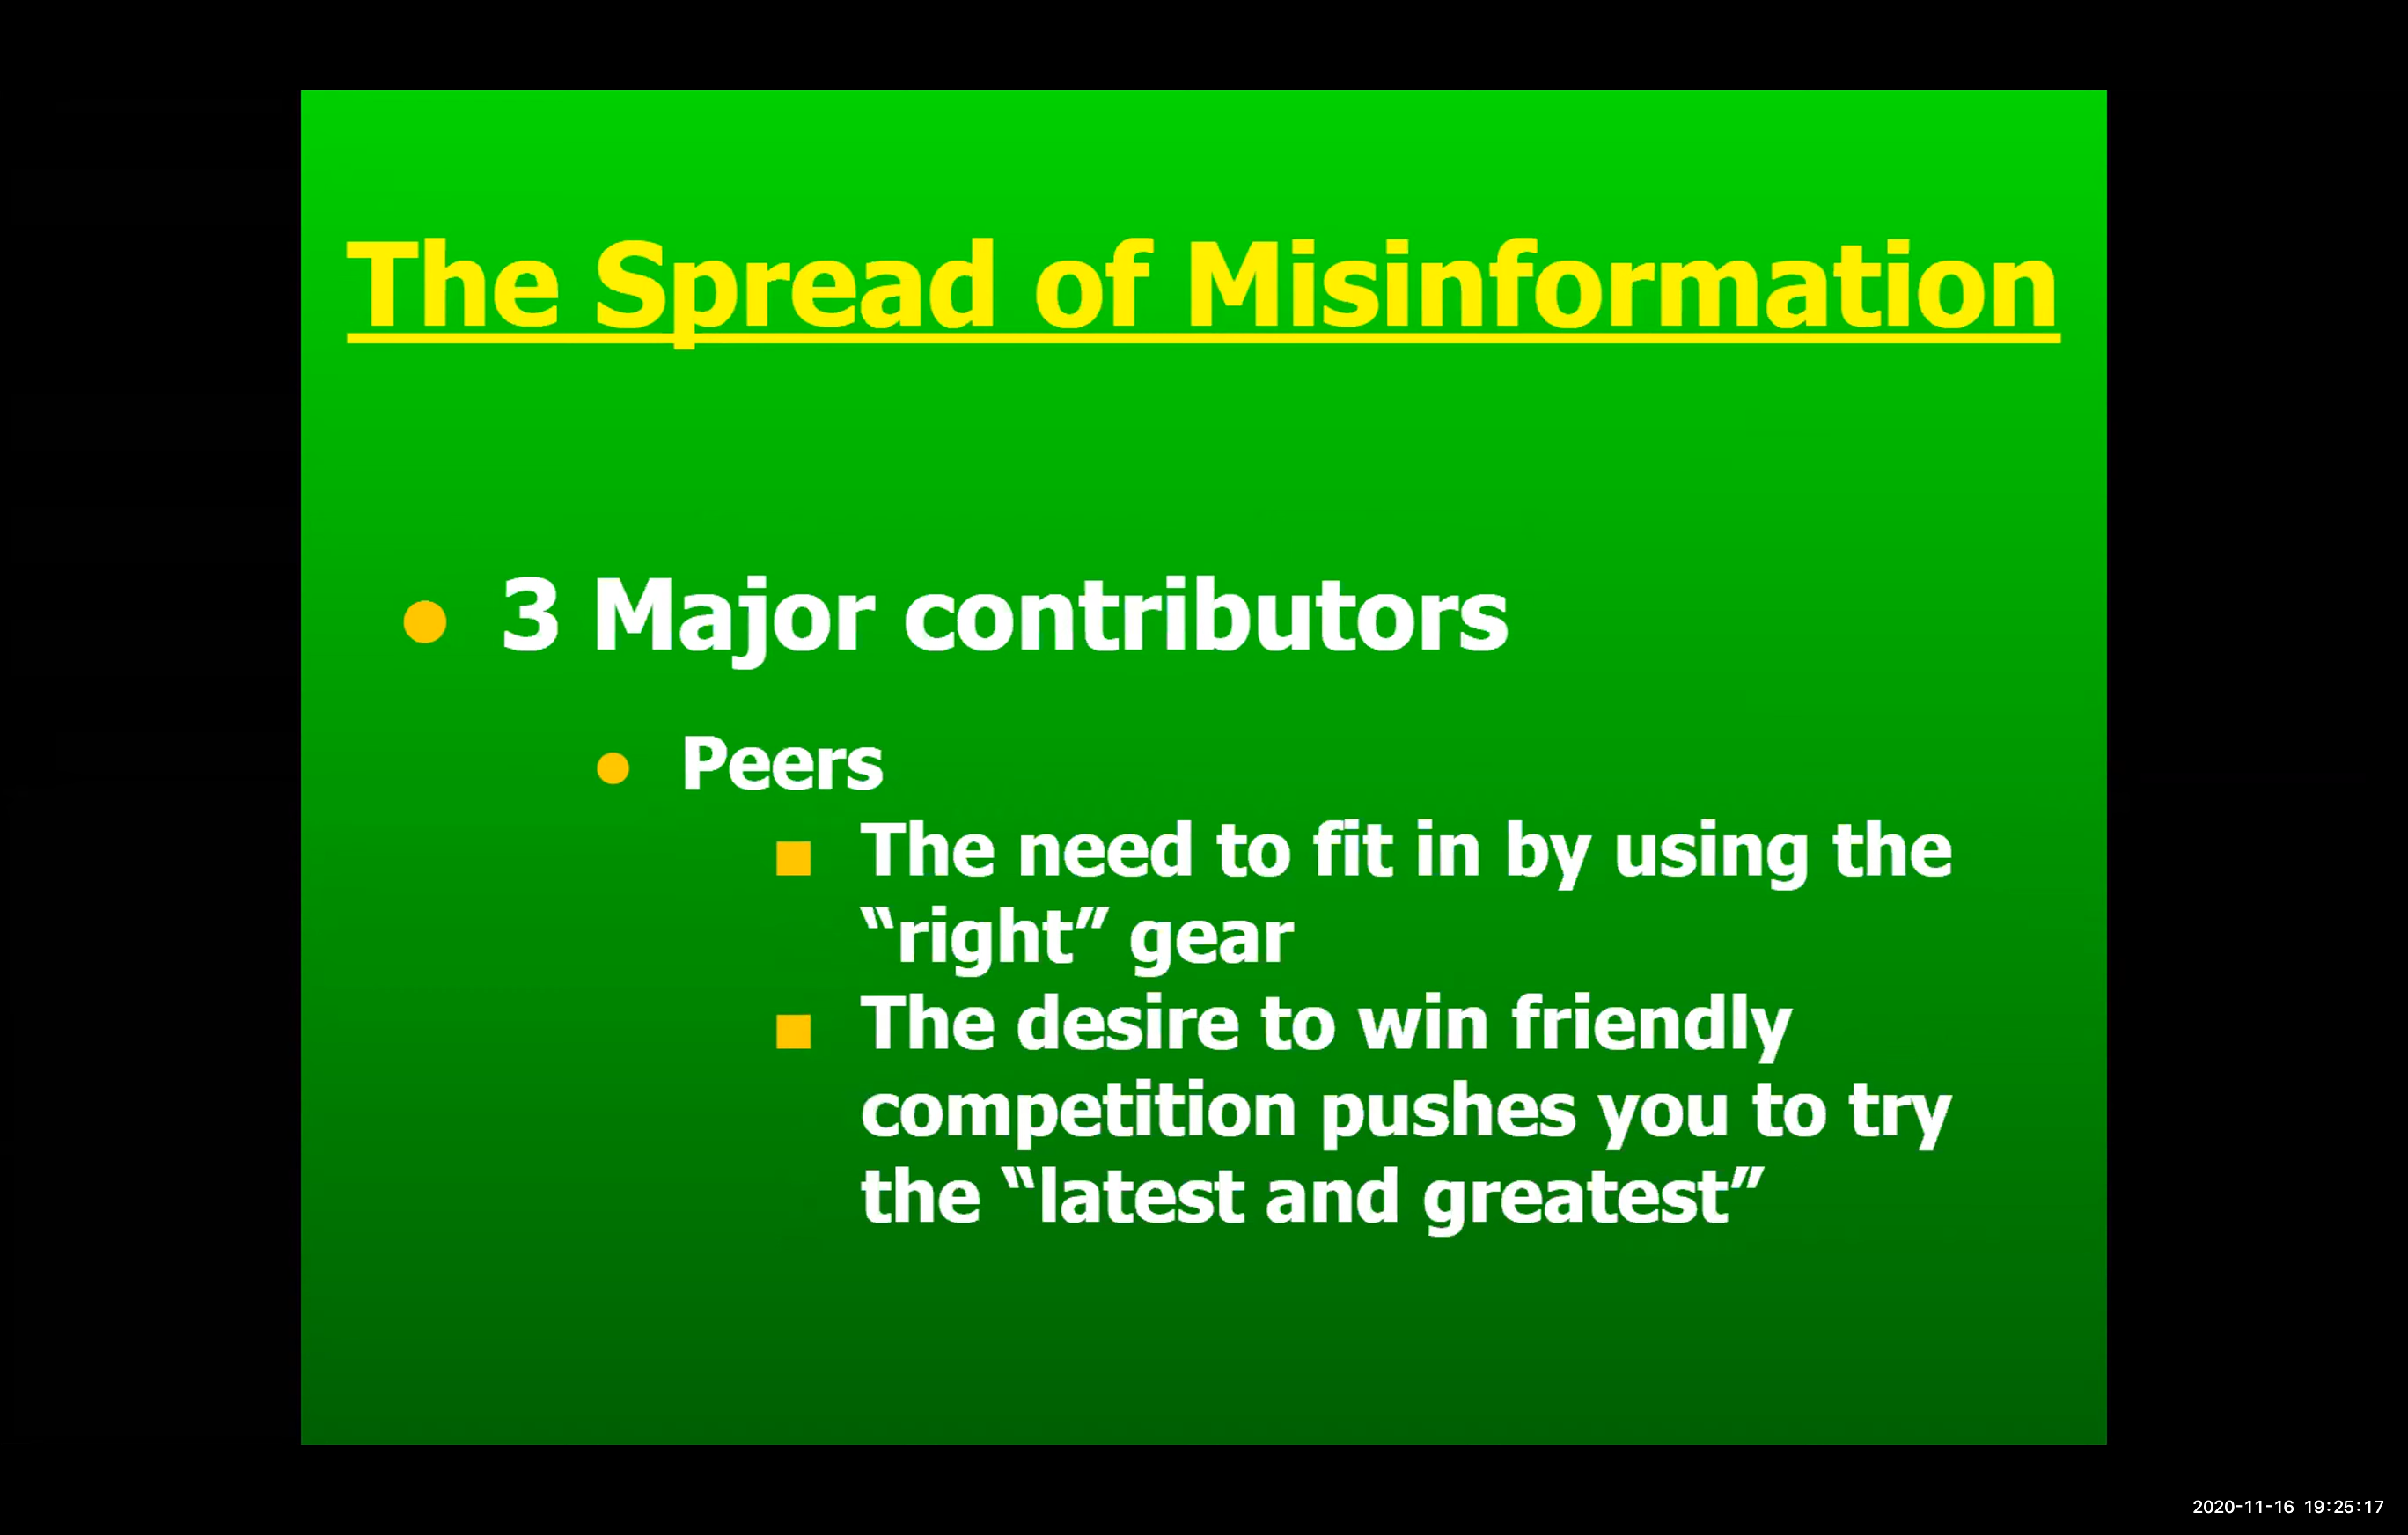 The Spread of Misinformation
3 Major contributors
Peers
The need to fit in by using the
“right” gear
The desire to win friendly
competition pushes you to try
the “latest and greatest”
2020-11-16 19:25:17